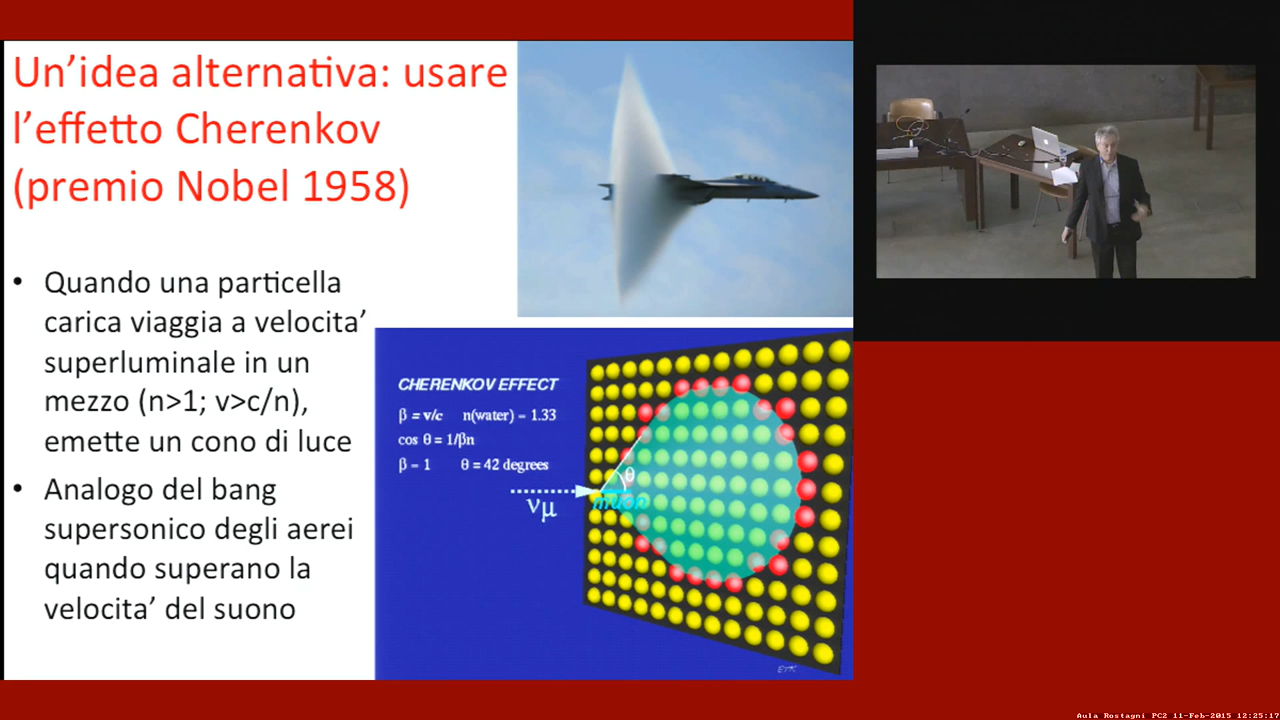 Un'idea alternativa: usare
l'effetto Cherenkov
(premio Nobel 1958)
• Quando una particella
carica viaggia a velocita'
superluminale in un
mezzo (n>1; v>c/n),
emette un cono di luce
• Analogo del bang
supersonico degli aerei
quando superano la
velocita' del suono
CHERENKOV EFFECT
β = v/c n(water) = 1.33
cos θ = 1/βn
β = 1 θ = 42 degrees
θ
muon
νμ
Aula Rostagni PC2 11-Feb-2015 12:25:17